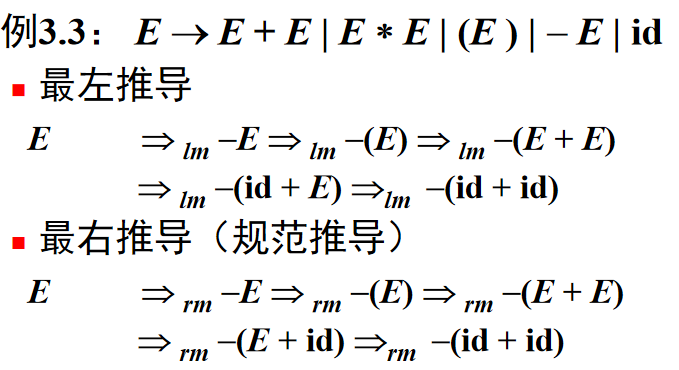 例3.3： E → E + E | E * E | (E ) | – E | id
▪ 最左推导
E ⇒ lm –E ⇒ lm –(E) ⇒ lm –(E + E)
⇒ lm –(id + E) ⇒lm –(id + id)
▪ 最右推导（规范推导）
E ⇒ rm –E ⇒ rm –(E) ⇒ rm –(E + E)
⇒ rm –(E + id) ⇒rm –(id + id)